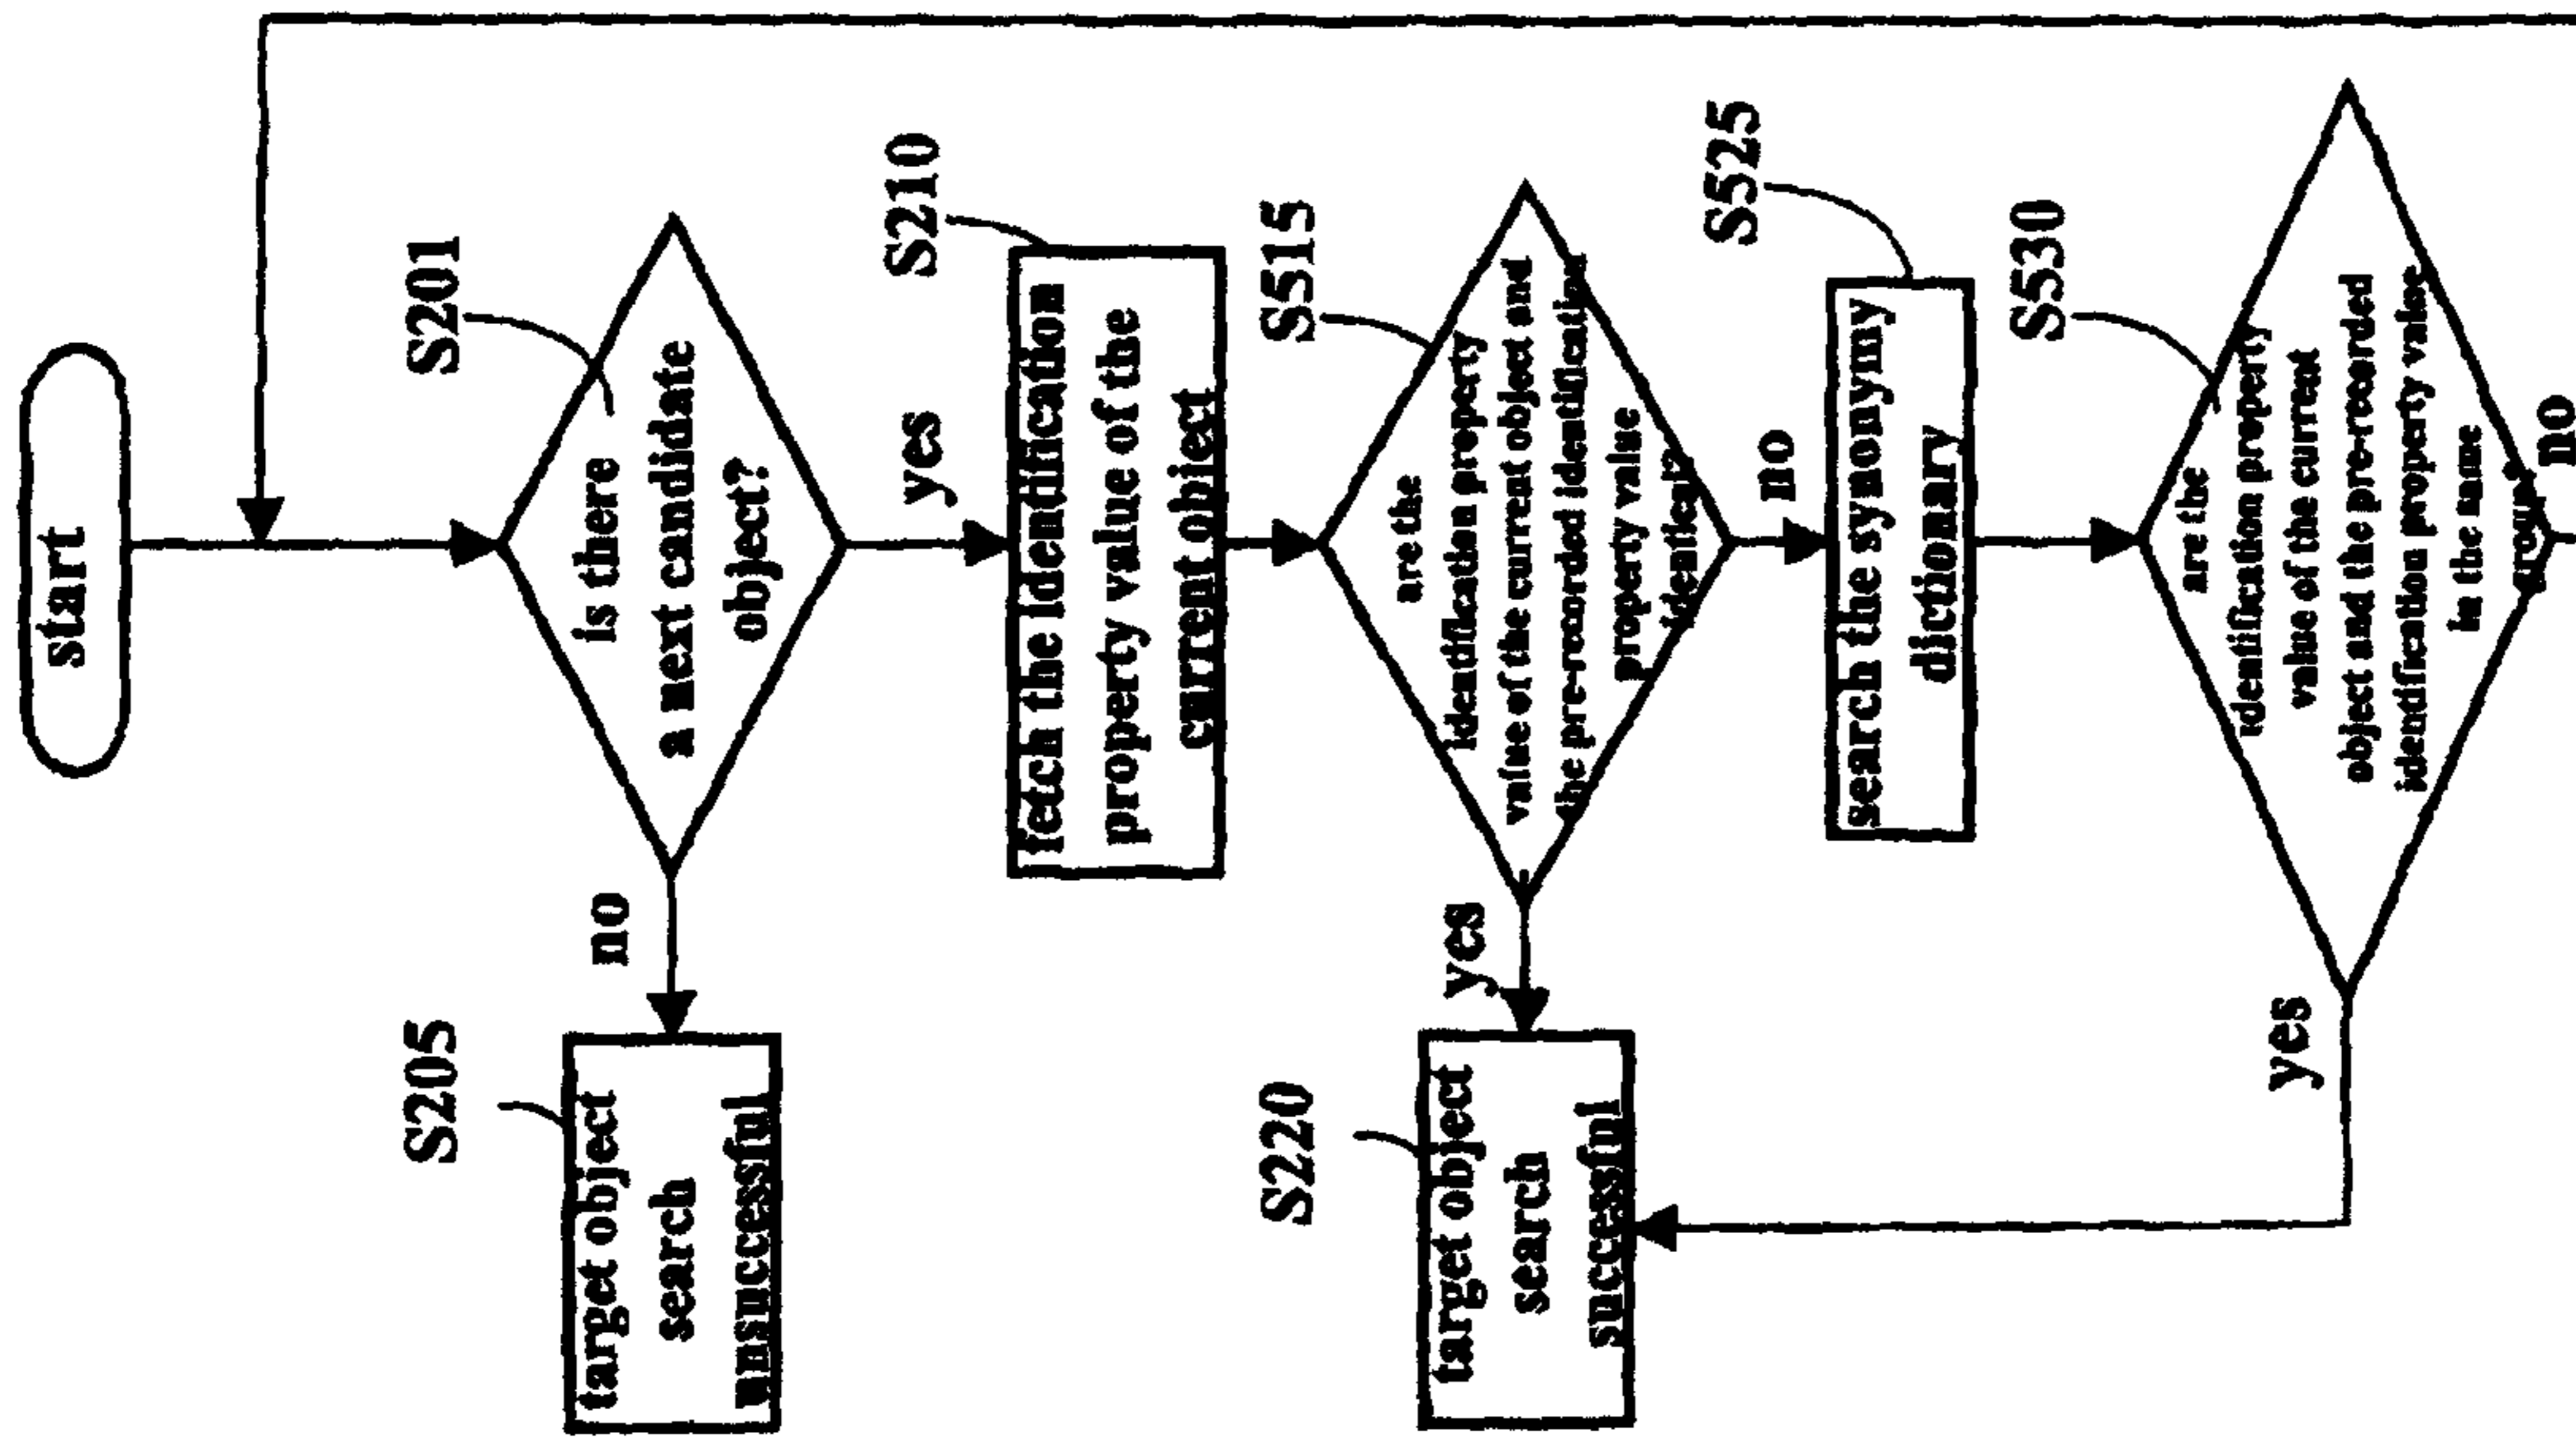 start
S201
is there
a next candidate
object?
no
yes
S205
target object
search
unsuccessful
S210
fetch the identification
property value of the
current object
S515
are the
identification property
value of the current object and
the pre-recorded identification
property value
identical?
yes
no
S220
target object
search
successful
S525
search the synonymy
dictionary
S530
are the
identification property
value of the current
object and the pre-recorded
identification property value
in the same
group?
yes
no